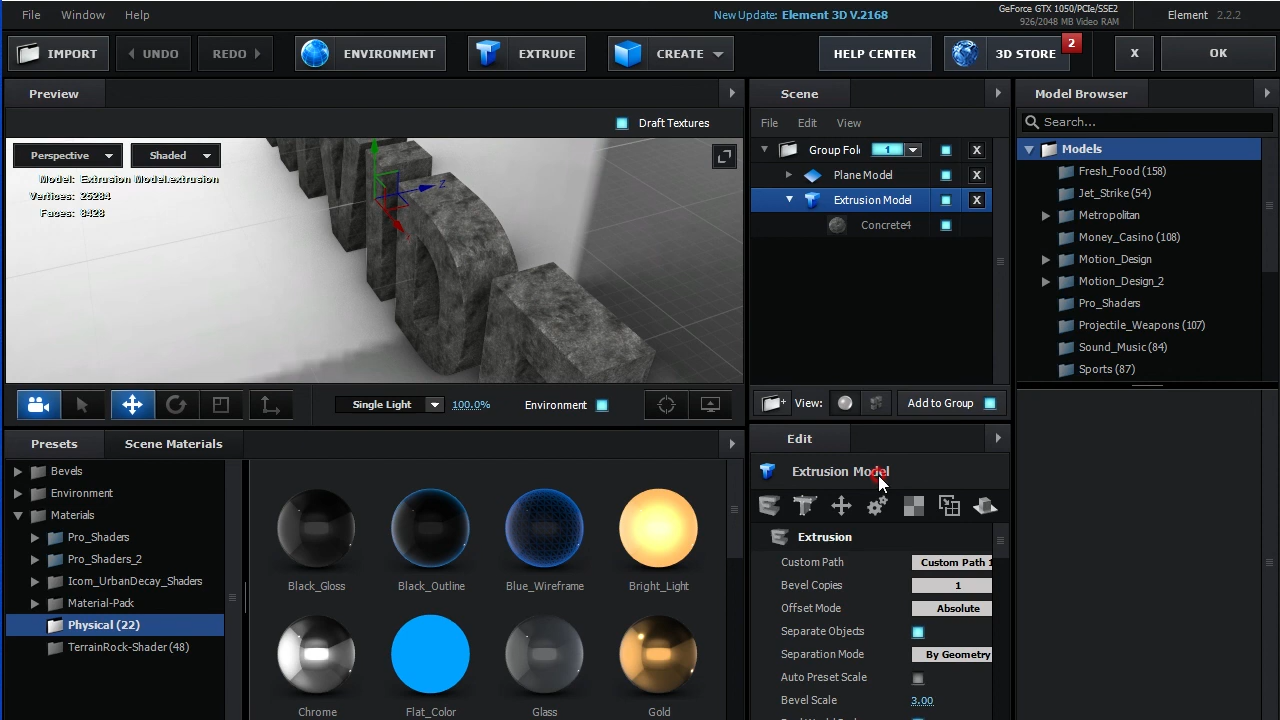 File Window Help
New Update: Element 3D V.2168
GeForce GTX 1050/PCIe/SSE2
926/2048 MB Video RAM
Element 2.2.2
IMPORT UNDO REDO ENVIRONMENT EXTRUDE CREATE HELP CENTER 3D STORE 2 X OK
Preview
Draft Textures
Perspective Shaded
Model: Extrusion Model.extrusion
Vertices: 25284
Faces: 8428
Z
Single Light 100.0% Environment
Scene
File Edit View
Group Fol 1 X
Plane Model X
Extrusion Model X
Concrete4
View: Add to Group
Model Browser
Search...
Models
Fresh_Food (158)
Jet_Strike (54)
Metropolitan
Money_Casino (108)
Motion_Design
Motion_Design_2
Pro_Shaders
Projectile_Weapons (107)
Sound_Music (84)
Sports (87)
Presets Scene Materials
Bevels
Environment
Materials
Pro_Shaders
Pro_Shaders_2
Icom_UrbanDecay_Shaders
Material-Pack
Physical (22)
TerrainRock-Shader (48)
Black_Gloss Black_Outline Blue_Wireframe Bright_Light
Chrome Flat_Color Glass Gold
Edit
Extrusion Model
Extrusion
Custom Path Custom Path 1
Bevel Copies 1
Offset Mode Absolute
Separate Objects
Separation Mode By Geometry
Auto Preset Scale
Bevel Scale 3.00